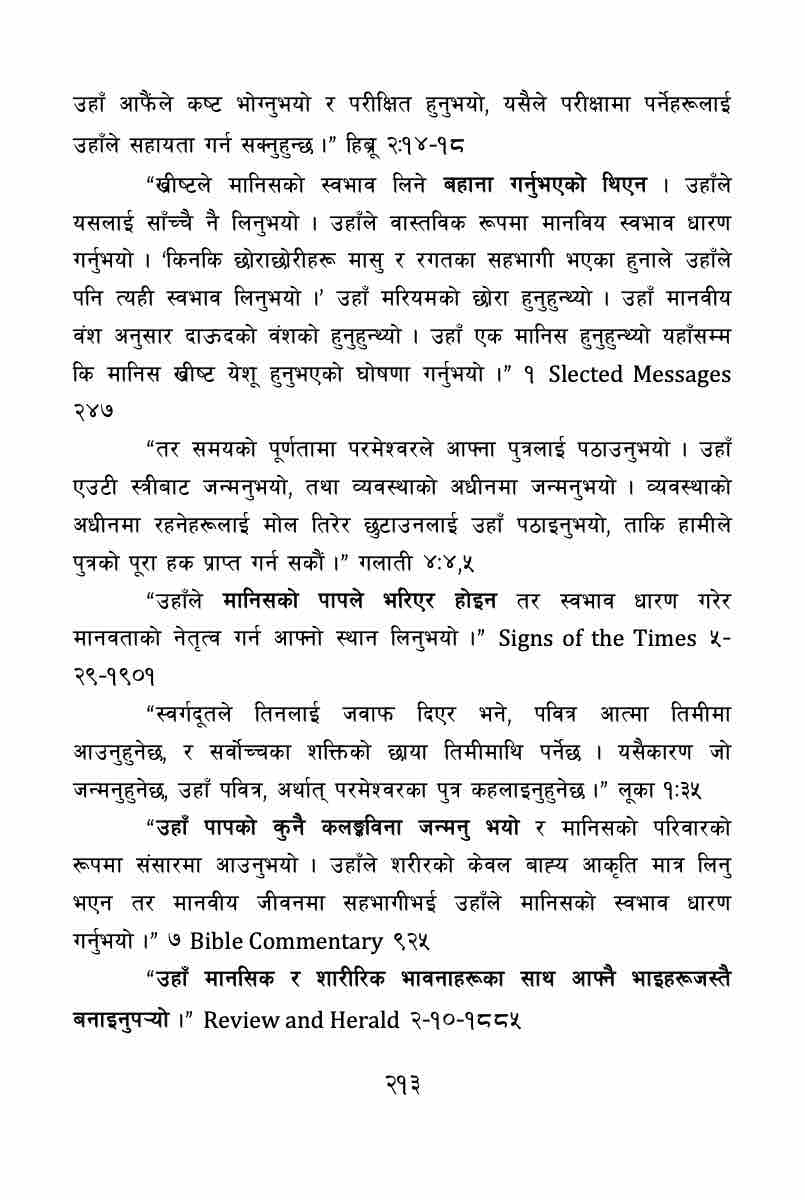 उहाँ आफैंले कष्ट भोग्नुभयो र परीक्षित हुनुभयो, यसैले परीक्षामा पर्नेहरूलाई
उहाँले सहायता गर्न सक्नुहुन्छ ।” हिब्रू २:१४-१८
“ख्रीष्टले मानिसको स्वभाव लिने बहाना गर्नुभएको थिएन । उहाँले
यसलाई साँच्चै नै लिनुभयो । उहाँले वास्तविक रूपमा मानविय स्वभाव धारण
गर्नुभयो । ‘किनकि छोराछोरीहरू मासु र रगतका सहभागी भएका हुनाले उहाँले
पनि त्यही स्वभाव लिनुभयो ।’ उहाँ मरियमको छोरा हुनुहुन्थ्यो । उहाँ मानवीय
वंश अनुसार दाऊदको वंशको हुनुहुन्थ्यो । उहाँ एक मानिस हुनुहुन्थ्यो यहाँसम्म
कि मानिस ख्रीष्ट येशू हुनुभएको घोषणा गर्नुभयो ।” १ Slected Messages
२४७
“तर समयको पूर्णतामा परमेश्वरले आफ्ना पुत्रलाई पठाउनुभयो । उहाँ
एउटी स्त्रीबाट जन्मनुभयो, तथा व्यवस्थाको अधीनमा जन्मनुभयो । व्यवस्थाको
अधीनमा रहनेहरूलाई मोल तिरेर छुटाउनलाई उहाँ पठाइनुभयो, ताकि हामीले
पुत्रको पूरा हक प्राप्त गर्न सकौं ।” गलाती ४:४,५
“उहाँले मानिसको पापले भरिएर होइन तर स्वभाव धारण गरेर
मानवताको नेतृत्व गर्न आफ्नो स्थान लिनुभयो ।” Signs of the Times ५-
२९-१९०१
“स्वर्गदूतले तिनलाई जवाफ दिएर भने, पवित्र आत्मा तिमीमा
आउनुहुनेछ, र सर्वोच्चका शक्तिको छाया तिमीमाथि पर्नेछ । यसैकारण जो
जन्मनुहुनेछ, उहाँ पवित्र, अर्थात् परमेश्वरका पुत्र कहलाइनुहुनेछ ।” लूका १:३५
“उहाँ पापको कुनै कलङ्कविना जन्मनु भयो र मानिसको परिवारको
रूपमा संसारमा आउनुभयो । उहाँले शरीरको केवल बाह्य आकृति मात्र लिनु
भएन तर मानवीय जीवनमा सहभागीभई उहाँले मानिसको स्वभाव धारण
गर्नुभयो ।” ७ Bible Commentary ९२५
“उहाँ मानसिक र शारीरिक भावनाहरूका साथ आफ्नै भाइहरूजस्तै
बनाइनुपर्‍यो ।” Review and Herald २-१०-१८८५
२१३